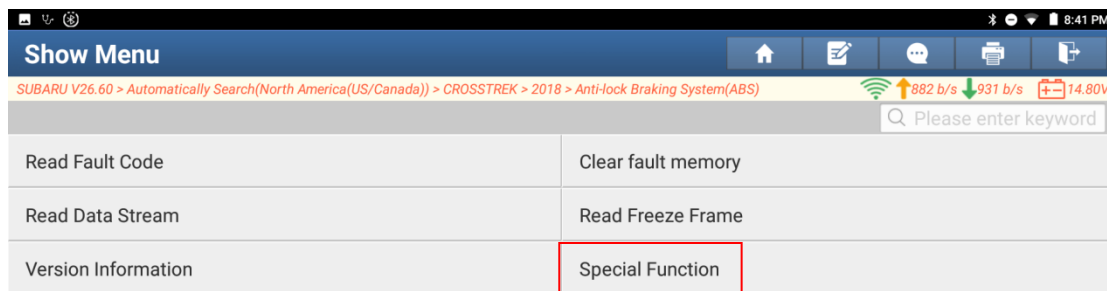 8:41 PM
Show Menu
SUBARU V26.60 > Automatically Search(North America(US/Canada)) > CROSSTREK > 2018 > Anti-lock Braking System(ABS) 882 b/s 931 b/s 14.80V
Please enter keyword
Read Fault Code Clear fault memory
Read Data Stream Read Freeze Frame
Version Information Special Function